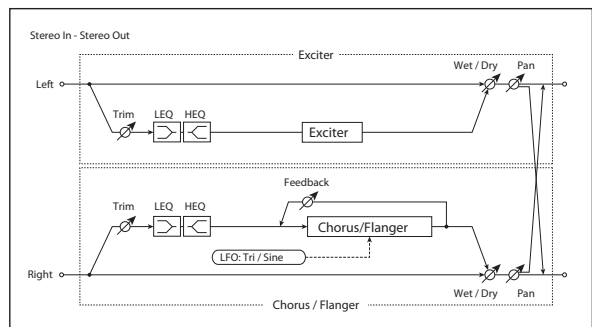 Stereo In - Stereo Out
Exciter
Wet / Dry Pan
Left
Trim LEQ HEQ
Exciter
Feedback
Trim LEQ HEQ
Chorus/Flanger
LFO: Tri / Sine
Right
Wet / Dry Pan
Chorus / Flanger